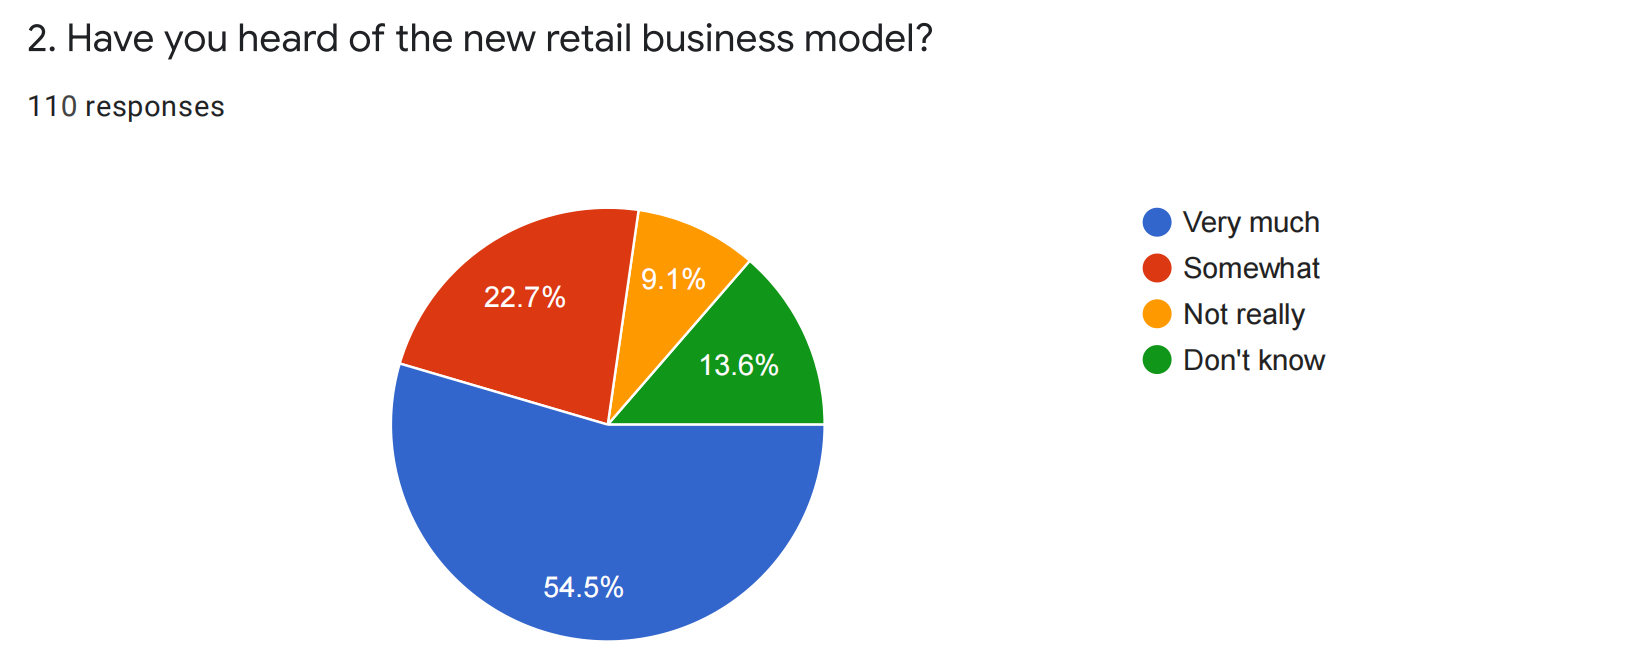 2. Have you heard of the new retail business model?
110 responses
Very much
Somewhat
Not really
Don't know
22.7%
9.1%
13.6%
54.5%